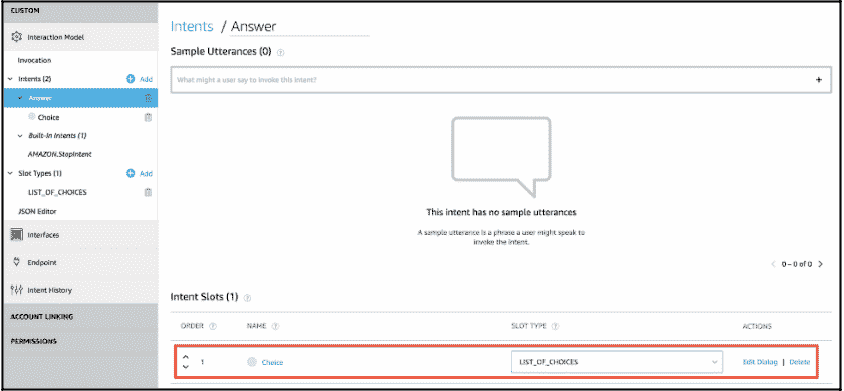 CUSTOM
Interaction Model
Invocation
Intents (2)
Add
Answer
Choice
Built-In Intents (1)
AMAZON.StopIntent
Slot Types (1)
Add
LIST_OF_CHOICES
JSON Editor
Interfaces
Endpoint
Intent History
ACCOUNT LINKING
PERMISSIONS
Intents / Answer
Sample Utterances (0) ?
What might a user say to invoke this intent? +
This intent has no sample utterances
A sample utterance is a phrase a user might speak to
invoke the intent.
< 0 – 0 of 0 >
Intent Slots (1) ?
ORDER ? NAME ? SLOT TYPE ? ACTIONS
1 Choice LIST_OF_CHOICES Edit Dialog | Delete